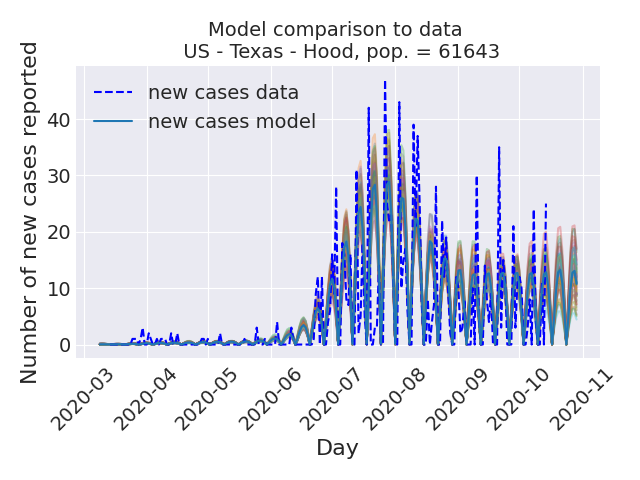 Model comparison to data
US - Texas - Hood, pop. = 61643
Number of new cases reported
new cases data
new cases model
40
30
20
10
0
2020-03
2020-04
2020-05
2020-06
2020-07
2020-08
2020-09
2020-10
2020-11
Day